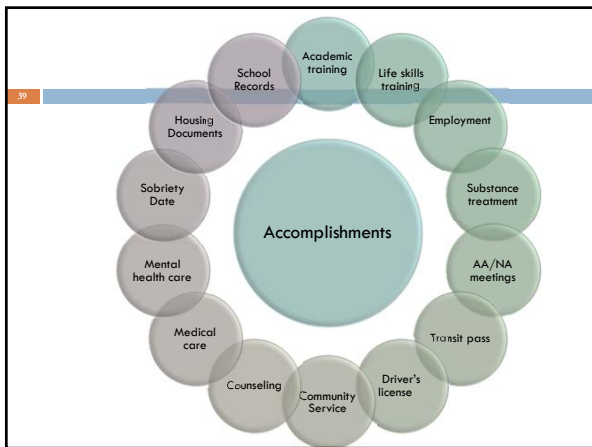 39
Academic
training
Life skills
training
Employment
Substance
treatment
AA/NA
meetings
Transit pass
Driver's
license
Community
Service
Counseling
Medical
care
Mental
health care
Sobriety
Date
Housing
Documents
School
Records
Accomplishments